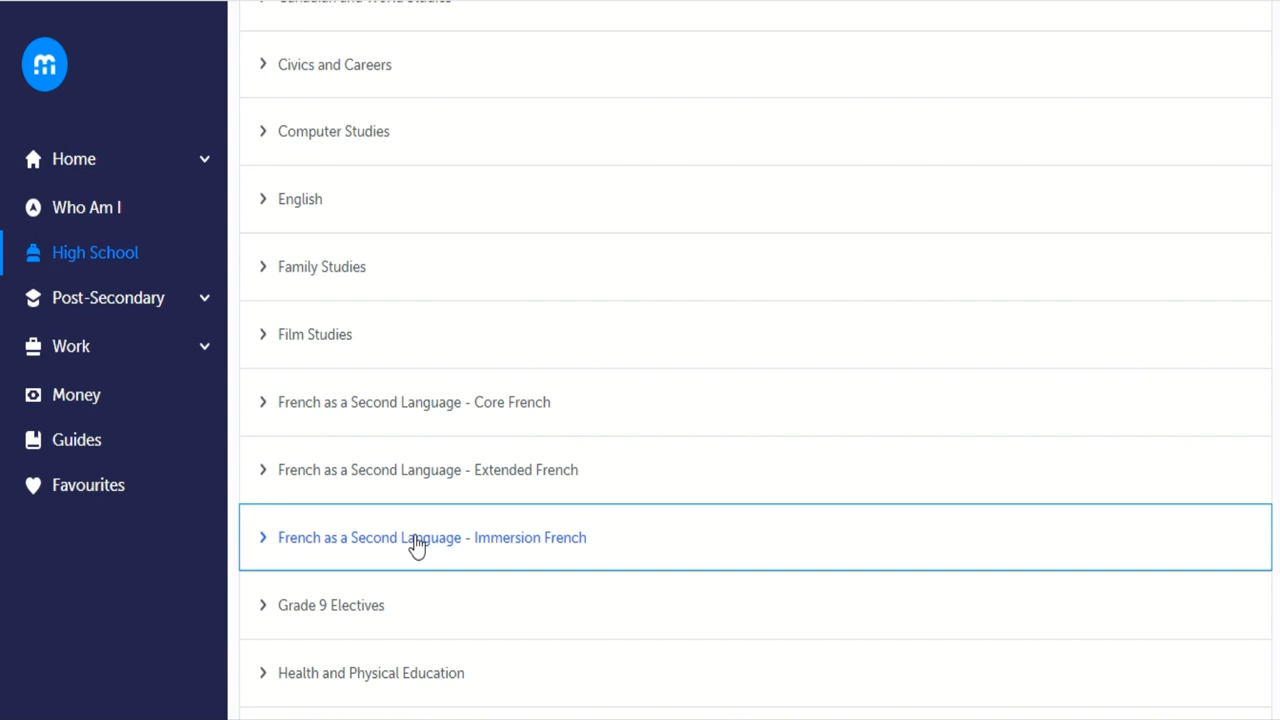 Home
Who Am I
High School
Post-Secondary
Work
Money
Guides
Favourites
Civics and Careers
Computer Studies
English
Family Studies
Film Studies
French as a Second Language - Core French
French as a Second Language - Extended French
French as a Second Language - Immersion French
Grade 9 Electives
Health and Physical Education